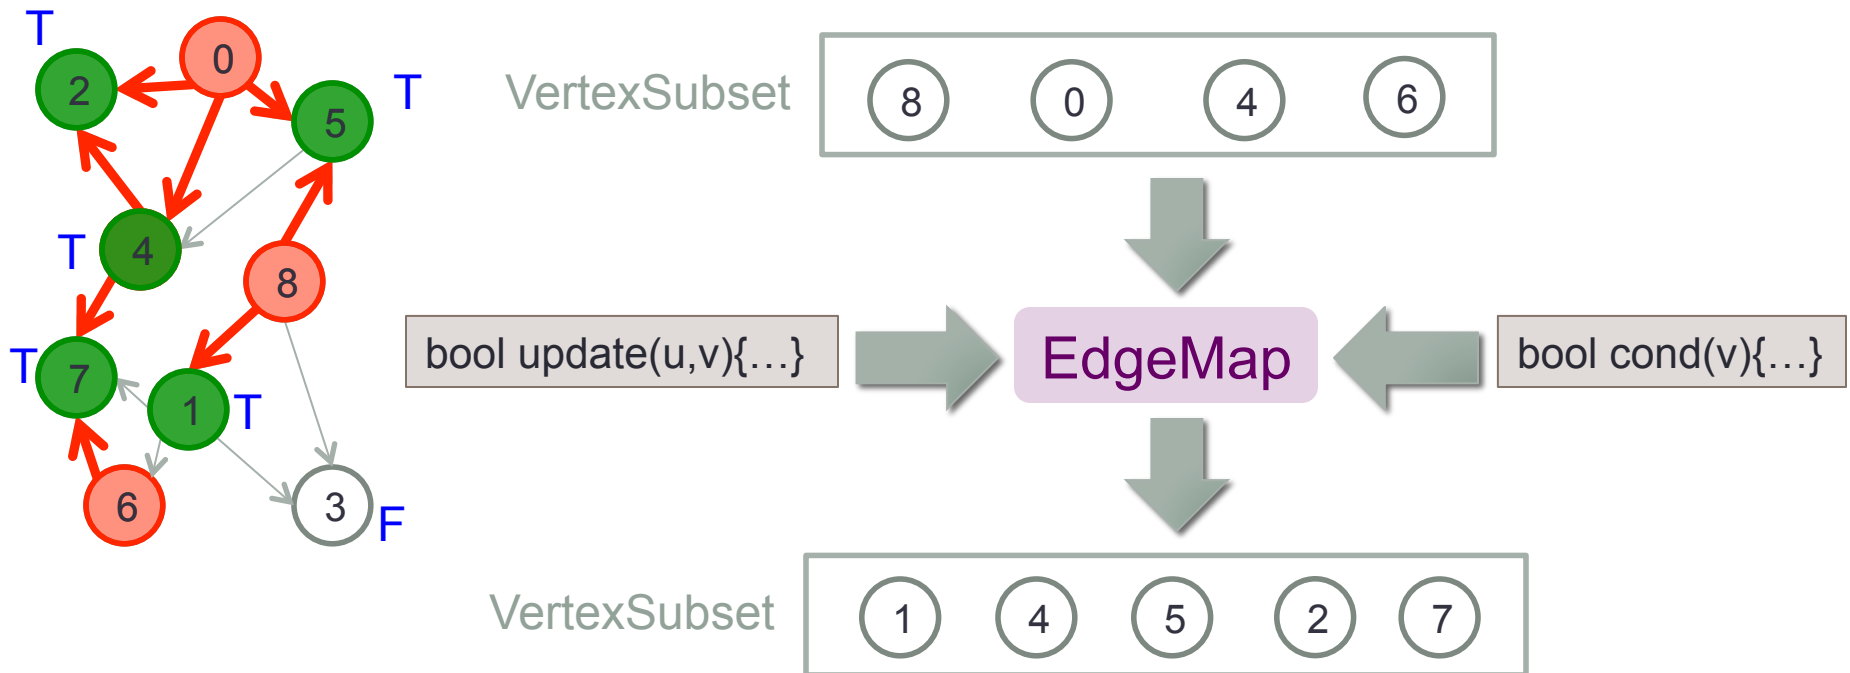 T
0
2
5
T
4
T
8
T
7
1
T
6
3
F
VertexSubset
8 0 4 6
bool update(u,v){…}
EdgeMap
bool cond(v){…}
VertexSubset
1 4 5 2 7